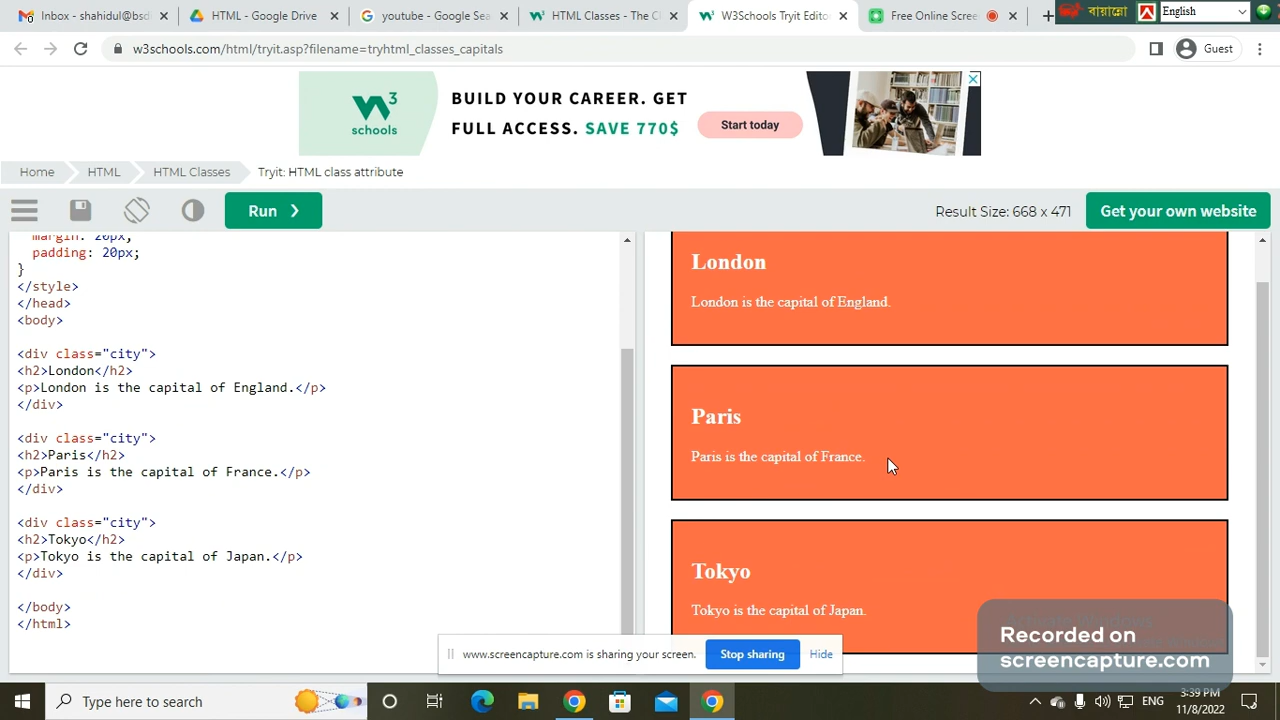 Inbox - shahidul@bsd
HTML - Google Drive
HTML Classes - The
W3Schools Tryit Edito
Free Online Scree
বায়ান্নো
English
w3schools.com/html/tryit.asp?filename=tryhtml_classes_capitals
Guest
W3
schools
BUILD YOUR CAREER. GET
FULL ACCESS. SAVE 770$
Start today
Home
HTML
HTML Classes
Tryit: HTML class attribute
Run ❯
Result Size: 668 x 471
Get your own website
margin: 20px;
padding: 20px;
}
</style>
</head>
<body>
<div class="city">
<h2>London</h2>
<p>London is the capital of England.</p>
</div>
<div class="city">
<h2>Paris</h2>
<p>Paris is the capital of France.</p>
</div>
<div class="city">
<h2>Tokyo</h2>
<p>Tokyo is the capital of Japan.</p>
</div>
</body>
</html>
London
London is the capital of England.
Paris
Paris is the capital of France.
Tokyo
Tokyo is the capital of Japan.
Activate Windows
Recorded on
screencapture.com
www.screencapture.com is sharing your screen.
Stop sharing
Hide
Type here to search
ENG
3:39 PM
11/8/2022